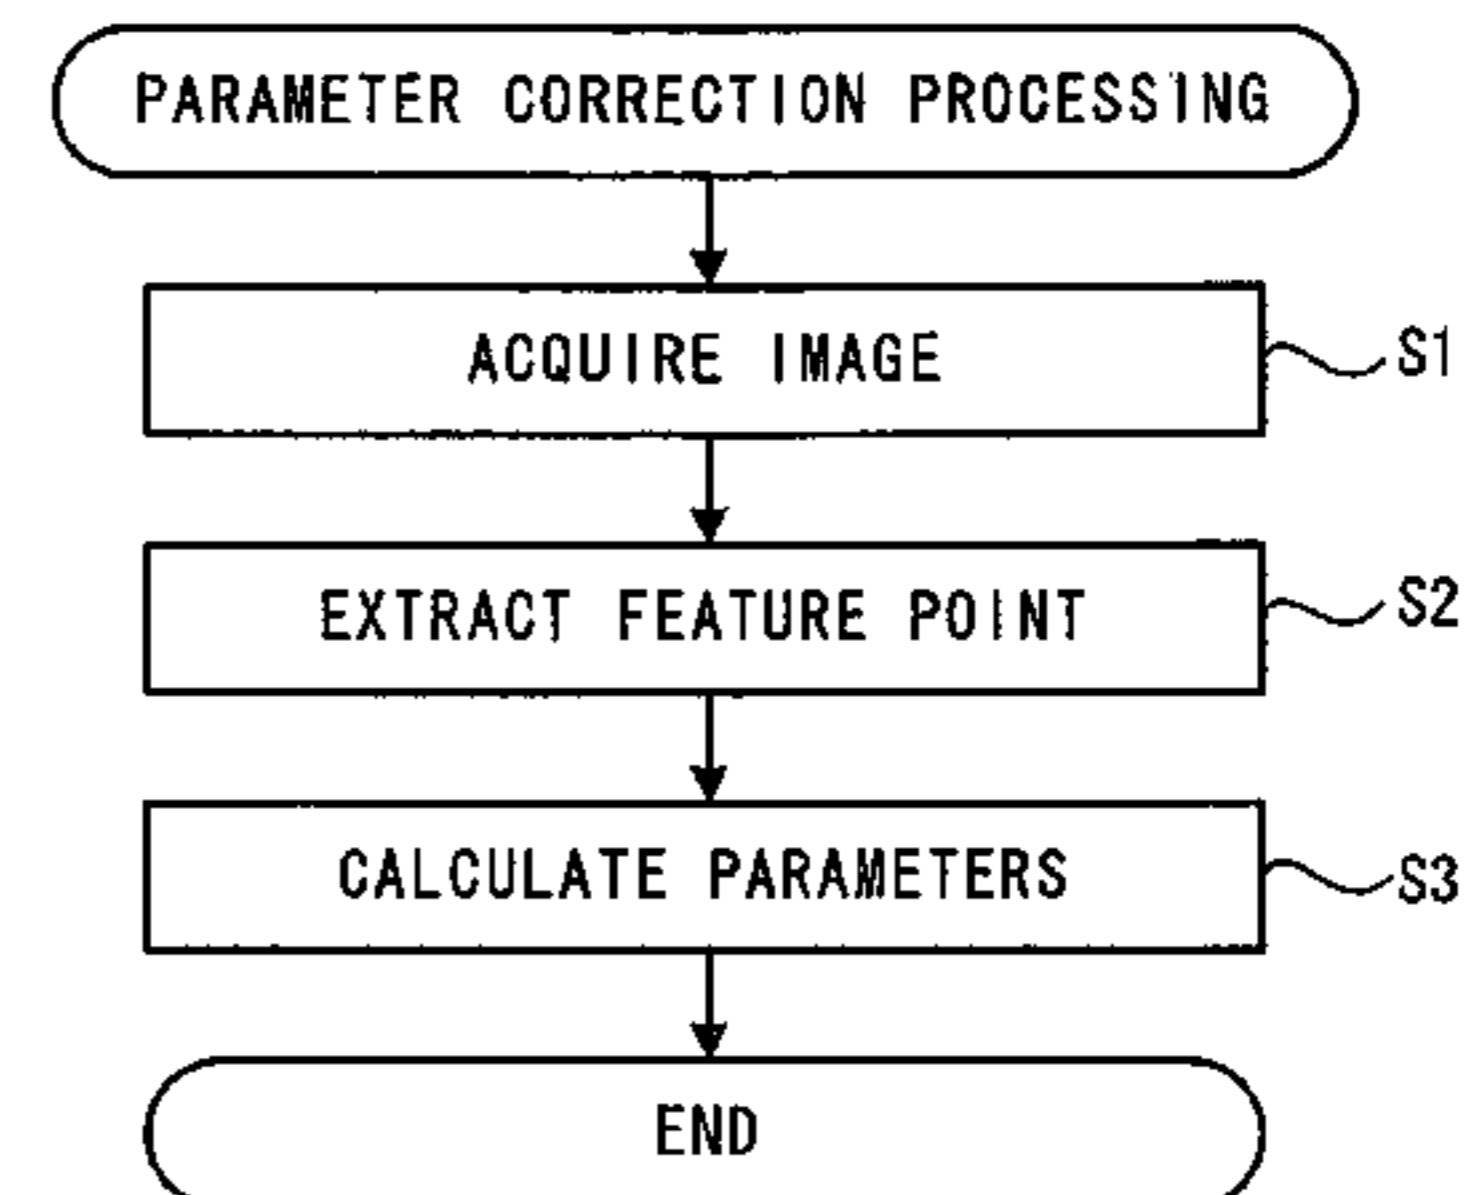 PARAMETER CORRECTION PROCESSING
ACQUIRE IMAGE
S1
EXTRACT FEATURE POINT
S2
CALCULATE PARAMETERS
S3
END